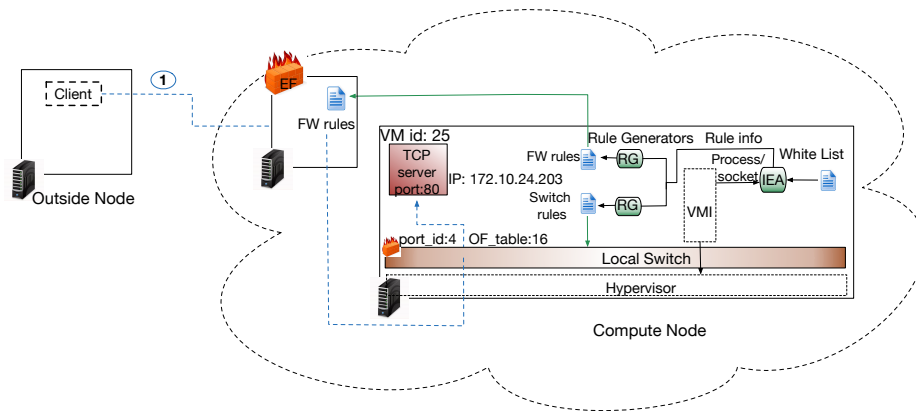 1
Client
Outside Node
EF
FW rules
VM id: 25
TCP
server
port:80
IP: 172.10.24.203
Rule Generators
Rule info
FW rules
RG
Process/
socket
White List
IEA
Switch
rules
RG
VMI
port_id:4 OF_table:16
Local Switch
Hypervisor
Compute Node